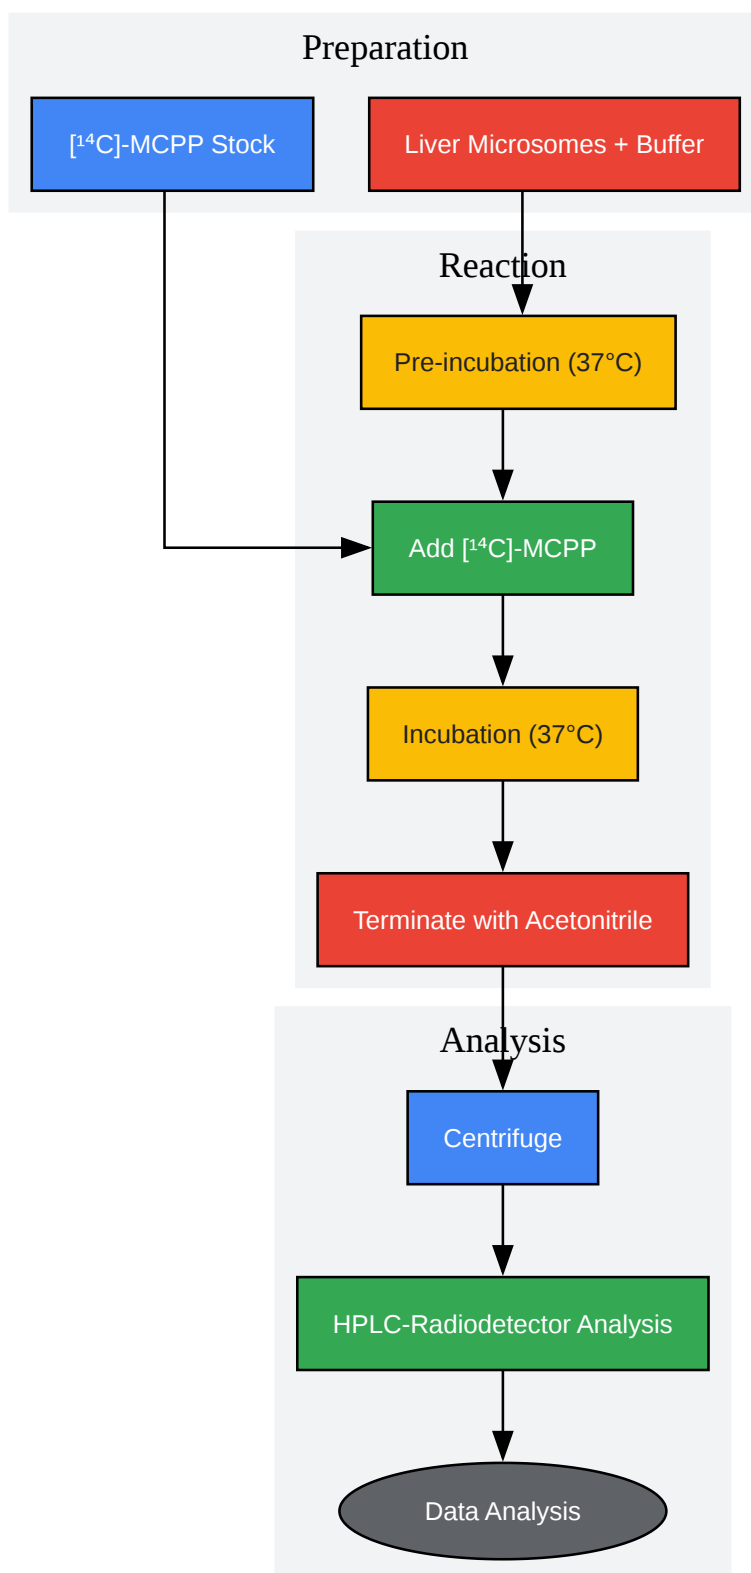 Preparation
[¹⁴C]-MCPP Stock
Liver Microsomes + Buffer
Reaction
Pre-incubation (37°C)
Add [¹⁴C]-MCPP
Incubation (37°C)
Terminate with Acetonitrile
Analysis
Centrifuge
HPLC-Radiodetector Analysis
Data Analysis